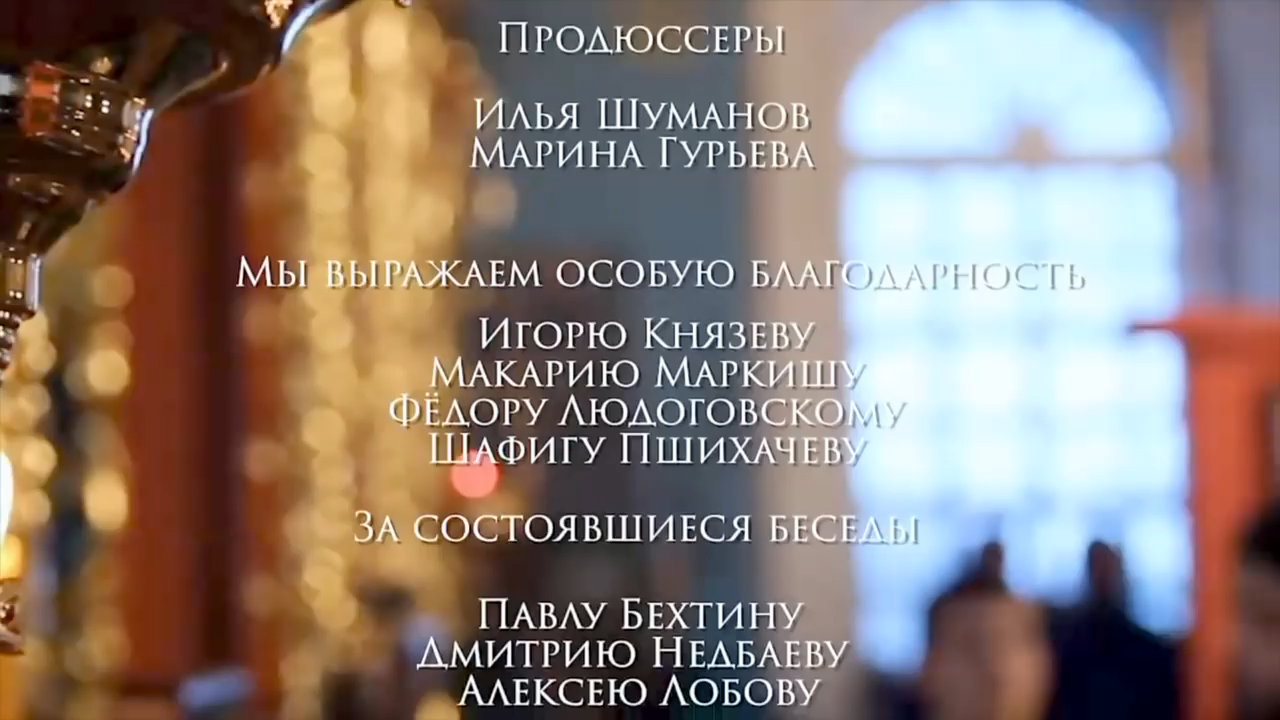 Продюссеры
Илья Шуманов
Марина Гурьева
Мы выражаем особую благодарность
Игорю Князеву
Макарию Маркишу
Фёдору Людоговскому
Шафигу Пшихачеву
За состоявшиеся беседы
Павлу Бехтину
Дмитрию Недбаеву
Алексею Лобову